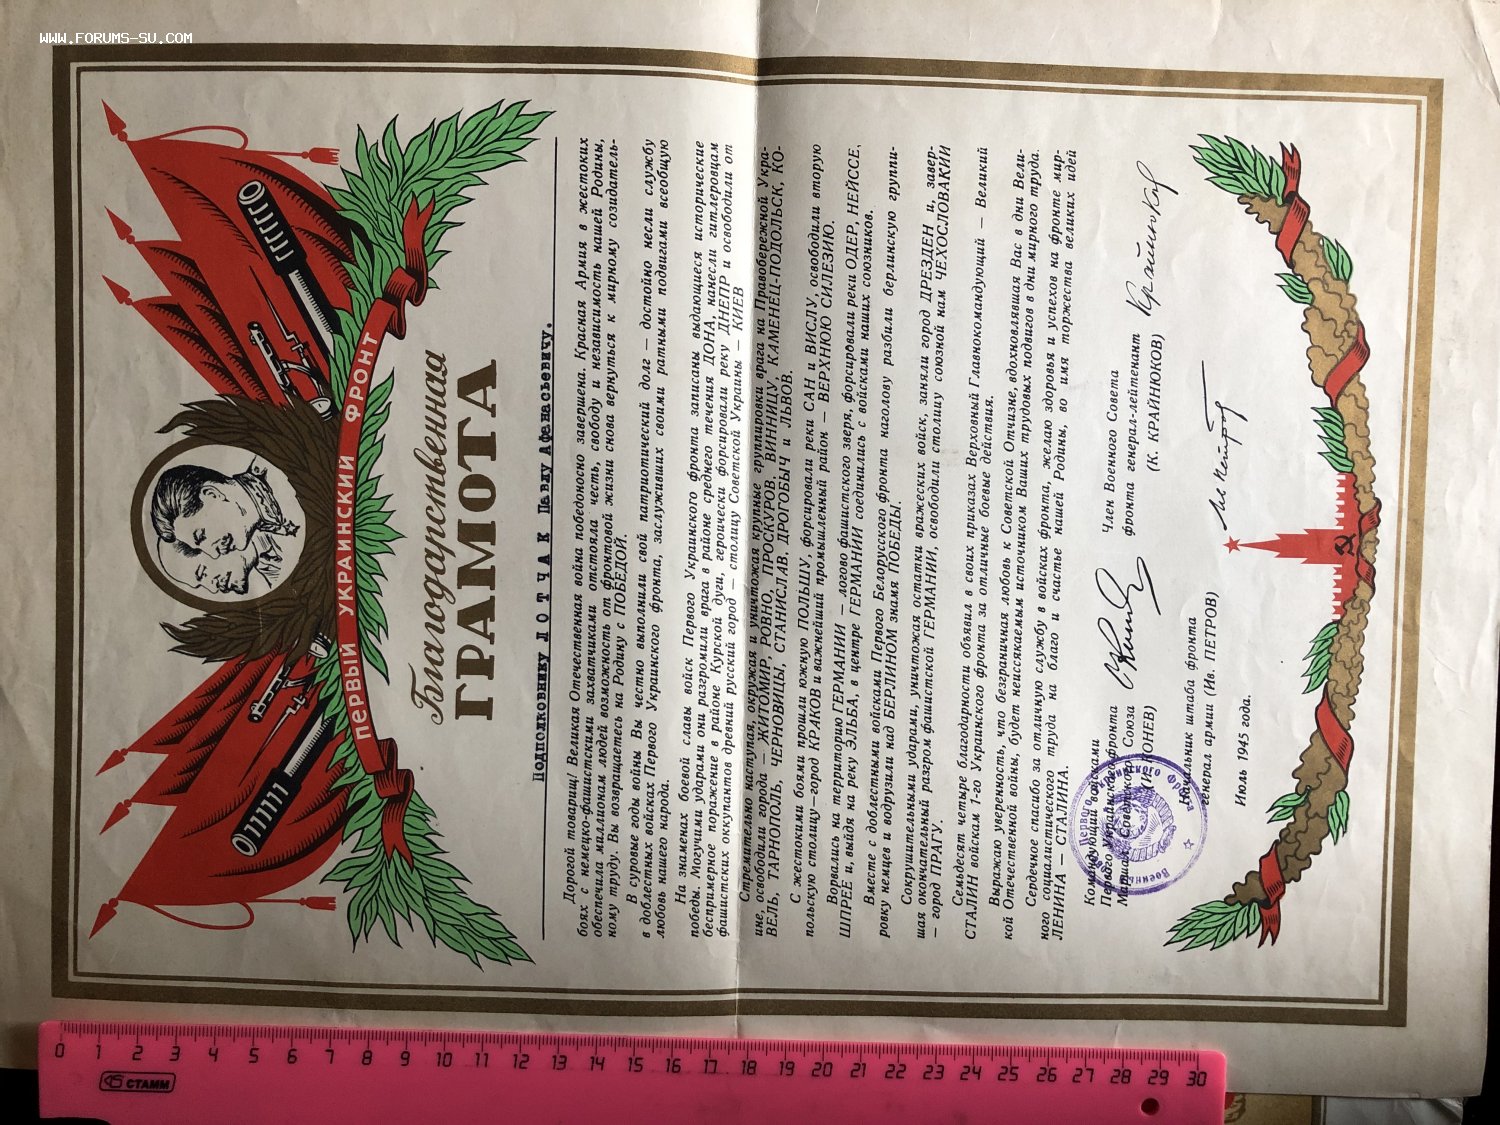 WWW.FORUMS-SU.COM
ПЕРВЫЙ УКРАИНСКИЙ ФРОНТ
Благодарственная
ГРАМОТА
Подполковнику ЛОТЧАК Павлу Афанасьевичу.
Дорогой товарищ! Великая Отечественная война победоносно завершена. Красная Армия в жестоких
боях с немецко-фашистскими захватчиками отстояла честь, свободу и независимость нашей Родины,
обеспечила миллионам людей возможность от фронтовой жизни снова вернуться к мирному созидатель-
ному труду. Вы возвращаетесь на Родину с ПОБЕДОЙ.
В суровые годы войны Вы честно выполнили свой патриотический долг — достойно несли службу
в доблестных войсках Первого Украинского фронта, заслуживших своими ратными подвигами всеобщую
любовь нашего народа.
На знаменах боевой славы войск Первого Украинского фронта записаны выдающиеся исторические
победы. Могучими ударами они разгромили врага в районе среднего течения ДОНА, нанесли гитлеровцам
беспримерное поражение в районе Курской дуги, героически форсировали реку ДНЕПР и освободили от
фашистских оккупантов древний русский город — столицу Советской Украины — КИЕВ
Стремительно наступая, окружая и уничтожая крупные группировки врага на Правобережной Укра-
ине, освободили города — ЖИТОМИР, РОВНО, ПРОСКУРОВ, ВИННИЦУ, КАМЕНЕЦ-ПОДОЛЬСК, КО-
ВЕЛЬ, ТАРНОПОЛЬ, ЧЕРНОВИЦЫ, СТАНИСЛАВ, ДРОГОБЫЧ и ЛЬВОВ.
С жестокими боями прошли южную ПОЛЬШУ, форсировали реки САН и ВИСЛУ, освободили вторую
польскую столицу—город КРАКОВ и важнейший промышленный район — ВЕРХНЮЮ СИЛЕЗИЮ.
Ворвались на территорию ГЕРМАНИИ — логово фашистского зверя, форсировали реки ОДЕР, НЕЙССЕ,
ШПРЕЕ и, выйдя на реку ЭЛЬБА, в центре ГЕРМАНИИ соединились с войсками наших союзников.
Вместе с доблестными войсками Первого Белорусского фронта наголову разбили берлинскую группи-
ровку немцев и водрузили над БЕРЛИНОМ знамя ПОБЕДЫ.
Сокрушительными ударами, уничтожая остатки вражеских войск, заняли город ДРЕЗДЕН и, завер-
шая окончательный разгром фашистской ГЕРМАНИИ, освободили столицу союзной нам ЧЕХОСЛОВАКИИ
— город ПРАГУ.
Семьдесят четыре благодарности объявил в своих приказах Верховный Главнокомандующий — Великий
СТАЛИН войскам 1-го Украинского фронта за отличные боевые действия.
Выражаю уверенность, что безграничная любовь к Советской Отчизне, вдохновлявшая Вас в дни Вели-
кой Отечественной войны, будет неиссякаемым источником Ваших трудовых подвигов в дни мирного труда.
Сердечное спасибо за отличную службу в войсках фронта, желаю здоровья и успехов на фронте мир-
ного социалистического труда на благо и счастье нашей Родины, во имя торжества великих идей
ЛЕНИНА — СТАЛИНА.
Командующий войсками
Первого Украинского фронта
Маршал Советского Союза
(И. КОНЕВ)
Член Военного Совета
фронта генерал-лейтенант
(К. КРАЙНЮКОВ)
Начальник штаба фронта
генерал армии (Ив. ПЕТРОВ)
Июль 1945 года.
0 1 2 3 4 5 6 7 8 9 10 11 12 13 14 15 16 17 18 19 20 21 22 23 24 25 26 27 28 29 30
СТАММ